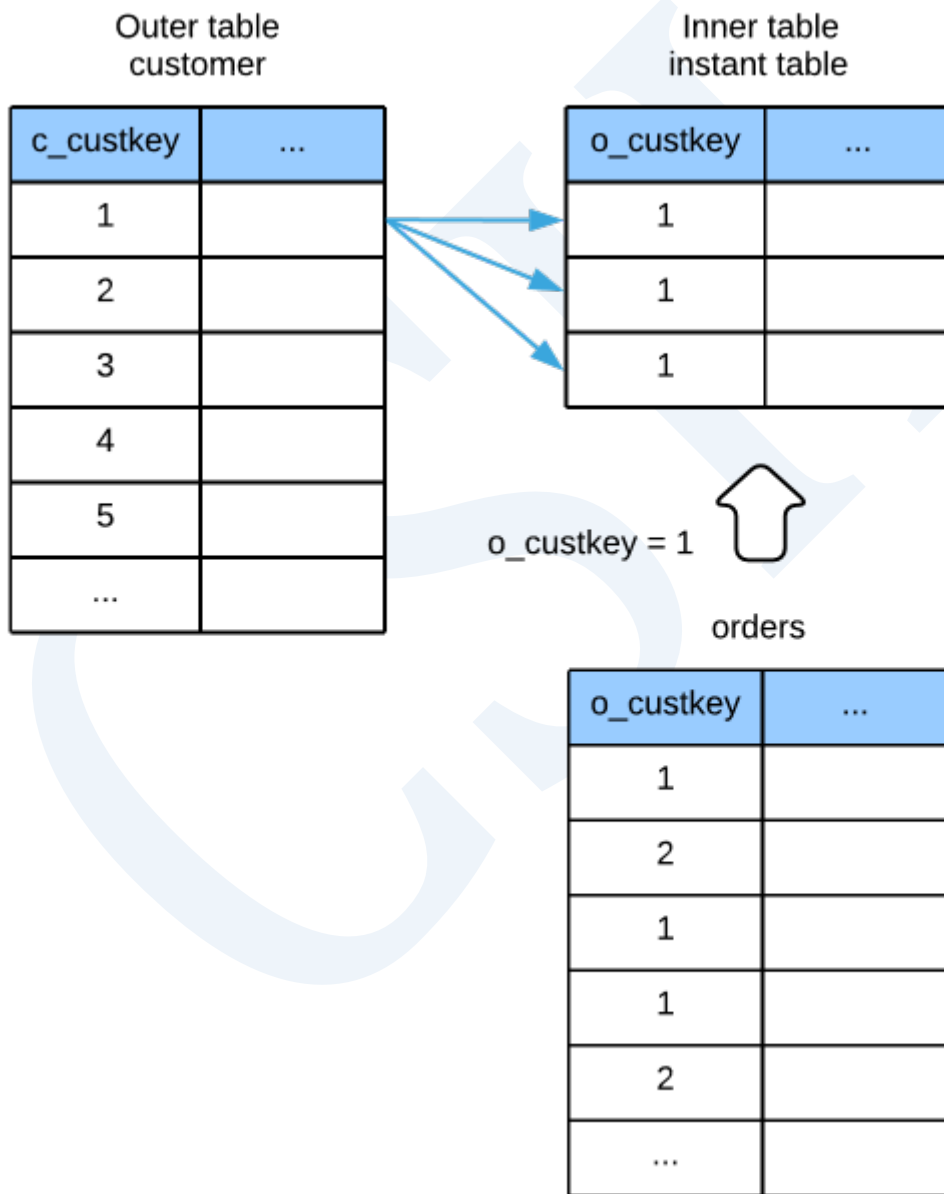 Outer table
customer
c_custkey ...
1
2
3
4
5
...
Inner table
instant table
o_custkey ...
1
1
1
o_custkey = 1
orders
o_custkey ...
1
2
1
1
2
...